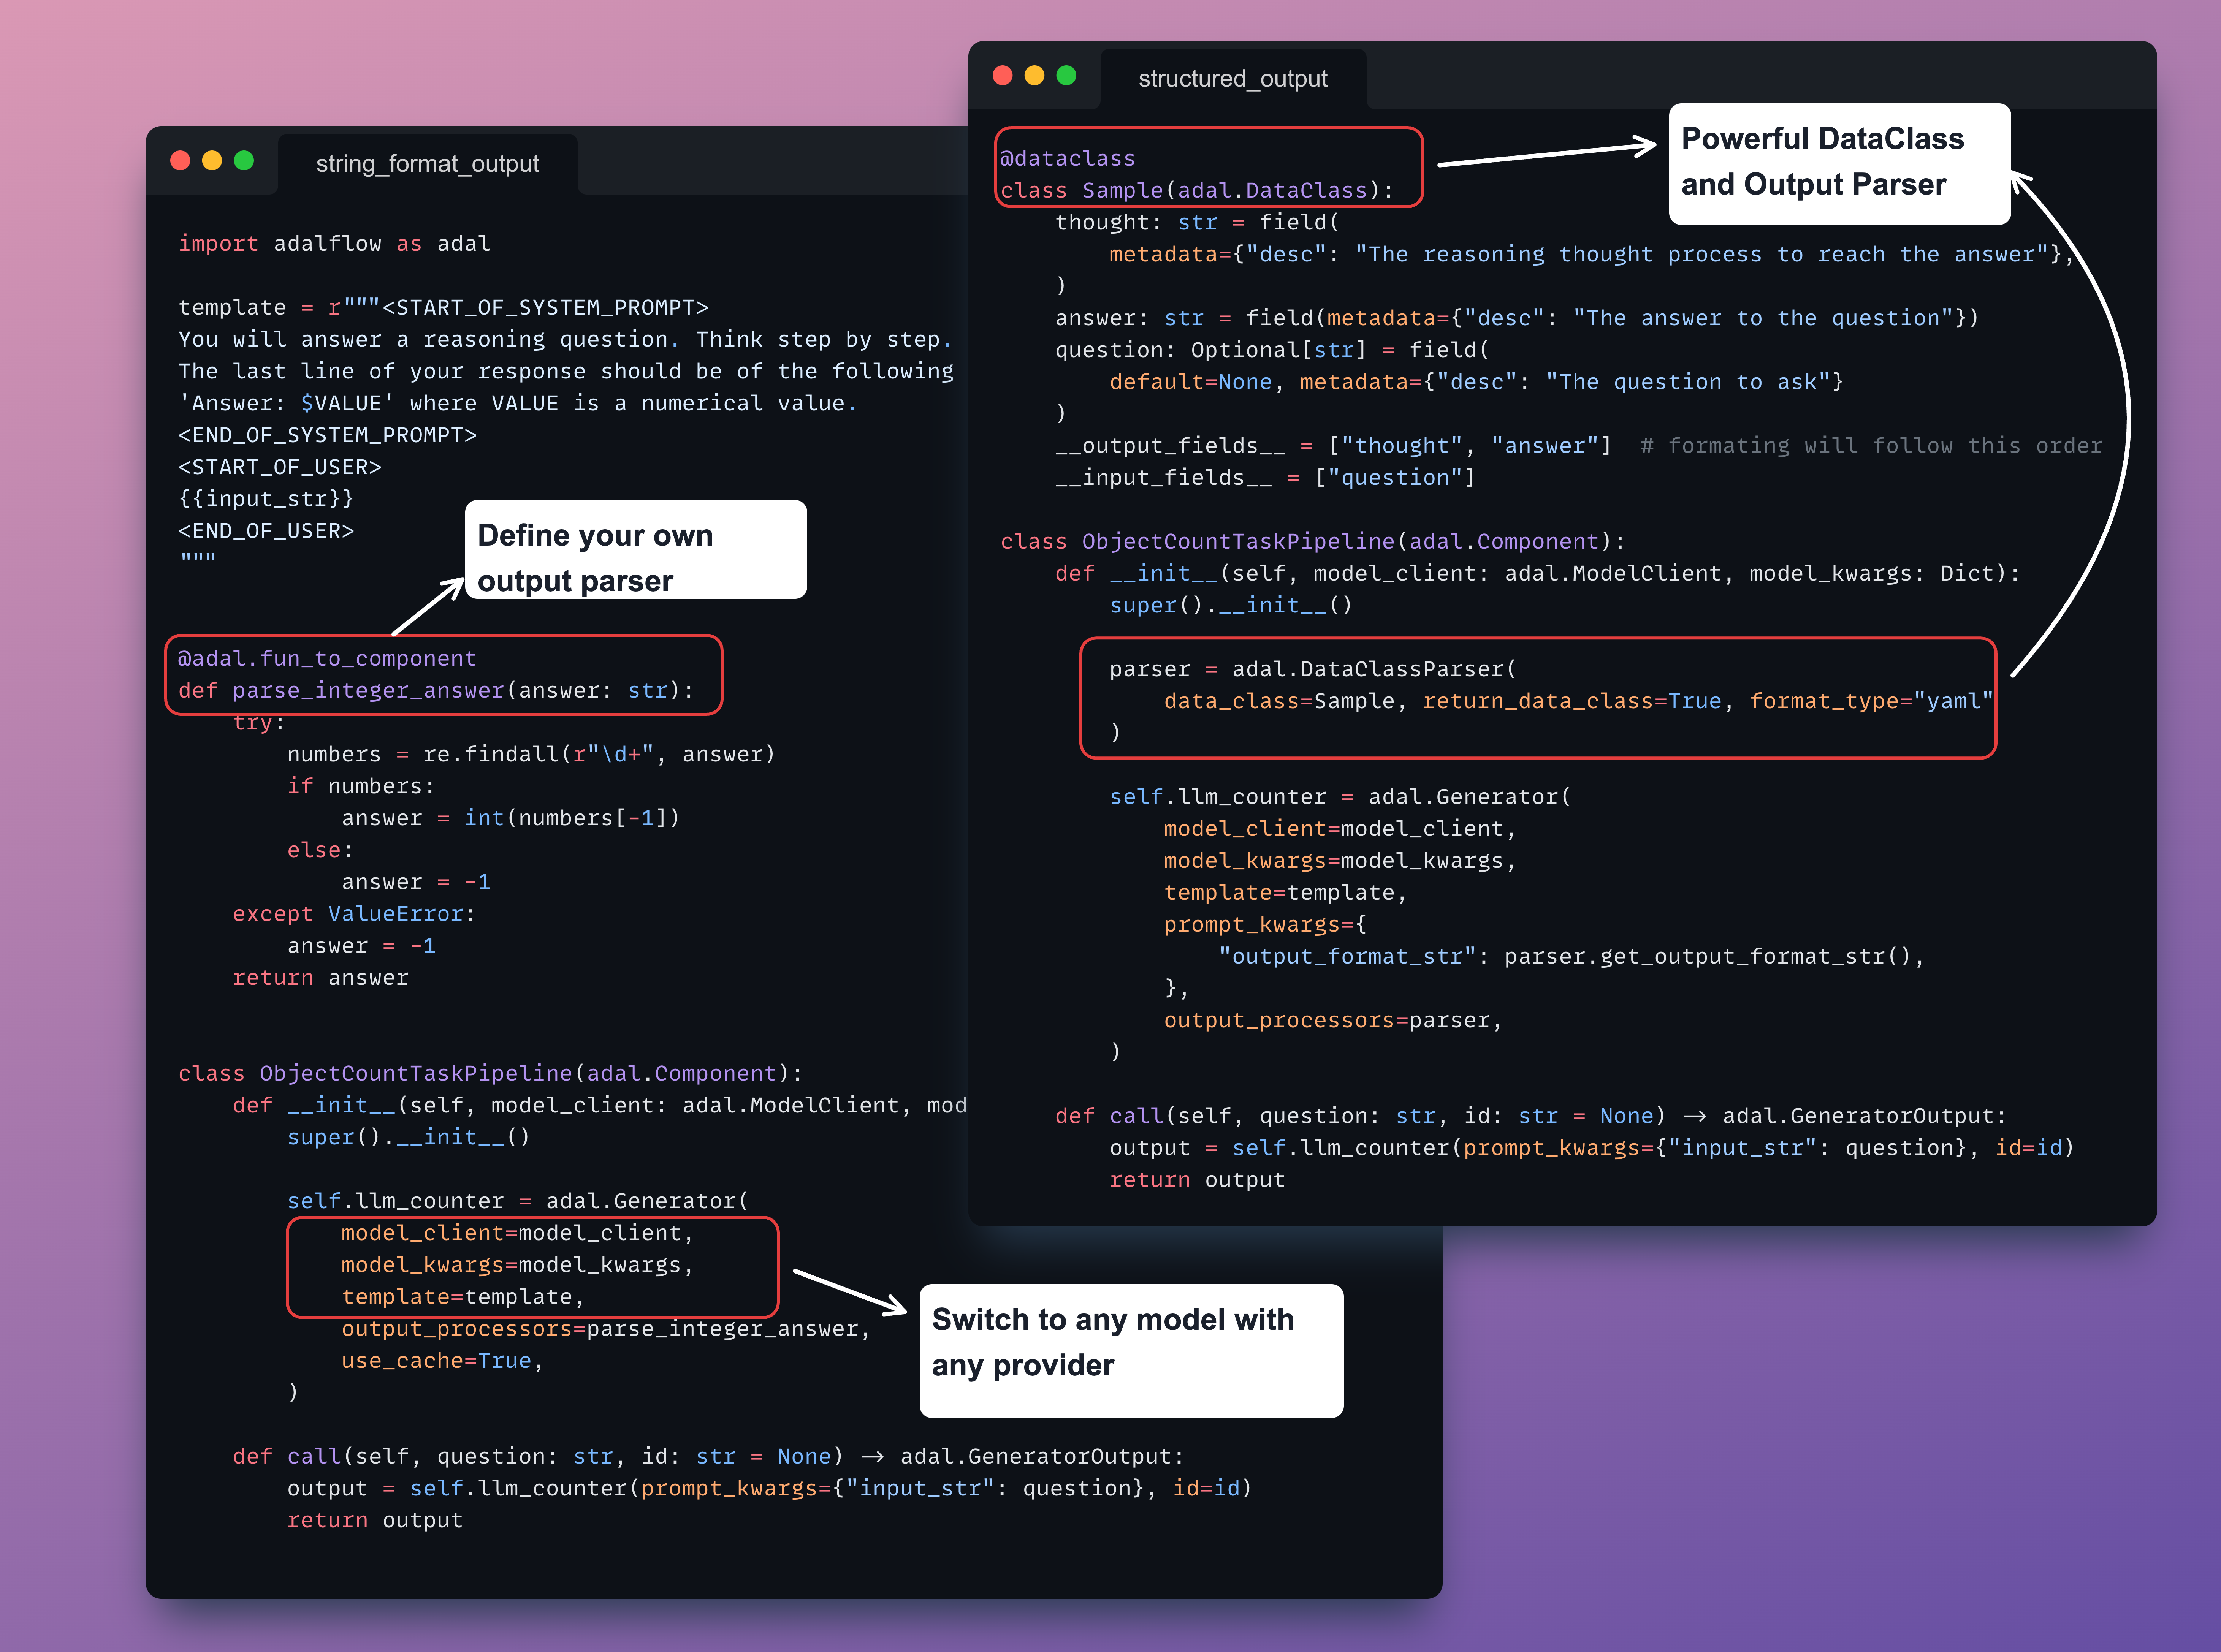 string_format_output
import adalflow as adal
template = r"""<START_OF_SYSTEM_PROMPT>
You will answer a reasoning question. Think step by step.
The last line of your response should be of the following
'Answer: $VALUE' where VALUE is a numerical value.
<END_OF_SYSTEM_PROMPT>
<START_OF_USER>
{{input_str}}
<END_OF_USER>
"""
Define your own
output parser
@adal.fun_to_component
def parse_integer_answer(answer: str):
    try:
        numbers = re.findall(r"\d+", answer)
        if numbers:
            answer = int(numbers[-1])
        else:
            answer = -1
    except ValueError:
        answer = -1
    return answer
class ObjectCountTaskPipeline(adal.Component):
    def __init__(self, model_client: adal.ModelClient, mod
        super().__init__()
        self.llm_counter = adal.Generator(
            model_client=model_client,
            model_kwargs=model_kwargs,
            template=template,
            output_processors=parse_integer_answer,
            use_cache=True,
        )
Switch to any model with
any provider
    def call(self, question: str, id: str = None) -> adal.GeneratorOutput:
        output = self.llm_counter(prompt_kwargs={"input_str": question}, id=id)
        return output
structured_output
Powerful DataClass
and Output Parser
@dataclass
class Sample(adal.DataClass):
    thought: str = field(
        metadata={"desc": "The reasoning thought process to reach the answer"},
    )
    answer: str = field(metadata={"desc": "The answer to the question"})
    question: Optional[str] = field(
        default=None, metadata={"desc": "The question to ask"}
    )
    __output_fields__ = ["thought", "answer"]  # formating will follow this order
    __input_fields__ = ["question"]
class ObjectCountTaskPipeline(adal.Component):
    def __init__(self, model_client: adal.ModelClient, model_kwargs: Dict):
        super().__init__()
        parser = adal.DataClassParser(
            data_class=Sample, return_data_class=True, format_type="yaml"
        )
        self.llm_counter = adal.Generator(
            model_client=model_client,
            model_kwargs=model_kwargs,
            template=template,
            prompt_kwargs={
                "output_format_str": parser.get_output_format_str(),
            },
            output_processors=parser,
        )
    def call(self, question: str, id: str = None) -> adal.GeneratorOutput:
        output = self.llm_counter(prompt_kwargs={"input_str": question}, id=id)
        return output